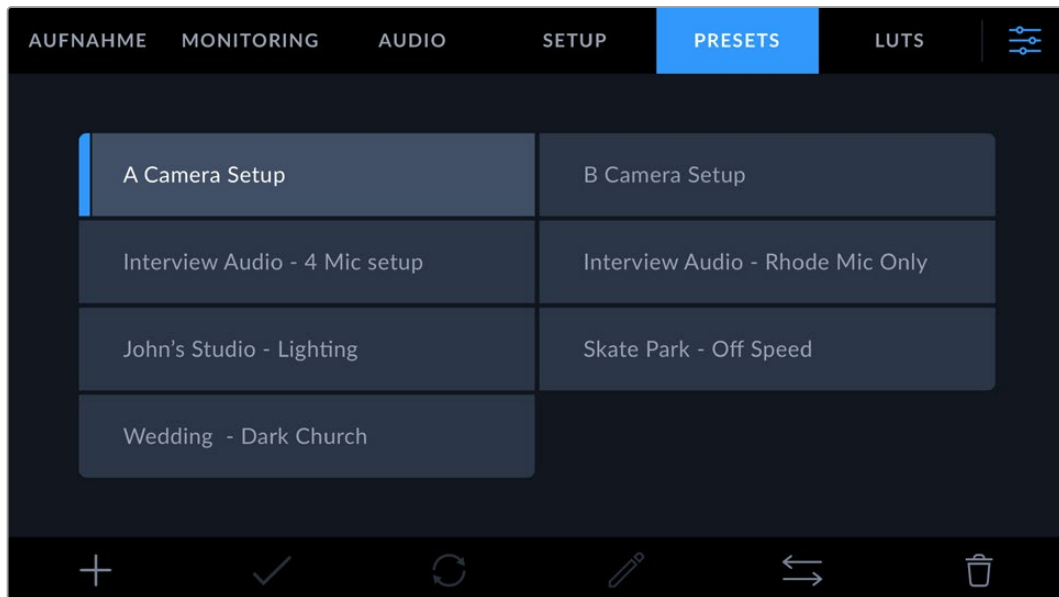 AUFNAHME MONITORING AUDIO SETUP PRESETS LUTS
A Camera Setup B Camera Setup
Interview Audio - 4 Mic setup Interview Audio - Rhode Mic Only
John’s Studio - Lighting Skate Park - Off Speed
Wedding - Dark Church